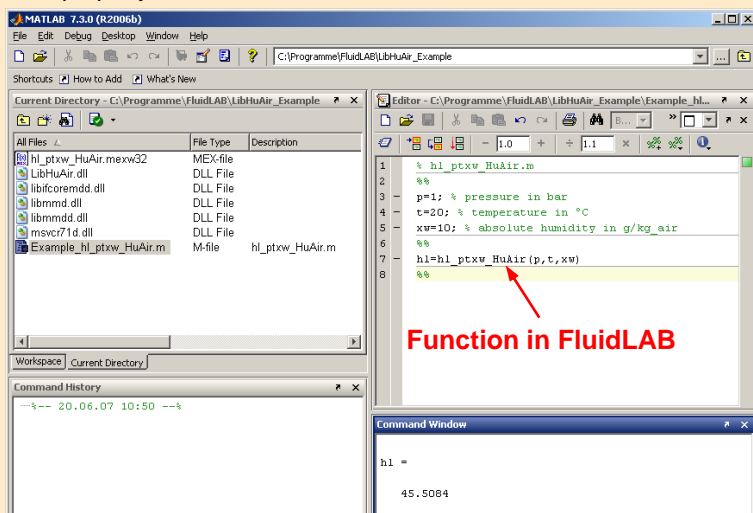 MATLAB 7.3.0 (R2006b)
File Edit Debug Desktop Window Help
C:\Programme\FluidLAB\LibHuAir_Example
Shortcuts How to Add What's New
Current Directory - C:\Programme\FluidLAB\LibHuAir_Example
All Files File Type Description
hl_ptxw_HuAir.mexw32 MEX-file
LibHuAir.dll DLL File
libifcoremdd.dll DLL File
libmmd.dll DLL File
libmmdd.dll DLL File
msvcr71d.dll DLL File
Example_hl_ptxw_HuAir.m M-file hl_ptxw_HuAir.m
Workspace Current Directory
Command History
%-- 20.06.07 10:50 --%
Editor - C:\Programme\FluidLAB\LibHuAir_Example\Example_hl...
B...
- 1.0 + ÷ 1.1 ×
1 % hl_ptxw_HuAir.m
2 %%
3 - p=1; % pressure in bar
4 - t=20; % temperature in °C
5 - xw=10; % absolute humidity in g/kg_air
6 %%
7 - hl=hl_ptxw_HuAir(p,t,xw)
8 %%
Function in FluidLAB
Command Window
hl =
45.5084